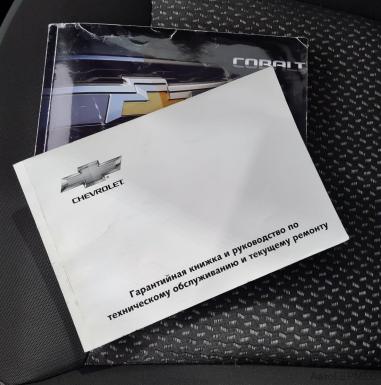 COBALT
CHEVROLET
Гарантийная книжка и руководство по
техническому обслуживанию и текущему ремонту